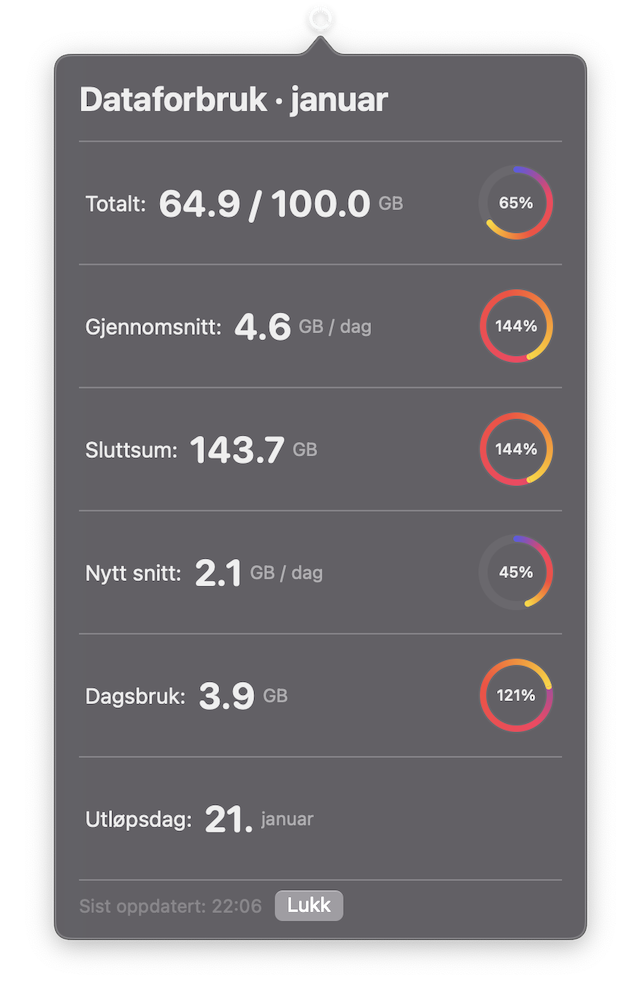 Dataforbruk · januar
Totalt: 64.9 / 100.0 GB 65%
Gjennomsnitt: 4.6 GB / dag 144%
Sluttsum: 143.7 GB 144%
Nytt snitt: 2.1 GB / dag 45%
Dagsbruk: 3.9 GB 121%
Utløpsdag: 21. januar
Sist oppdatert: 22:06 Lukk